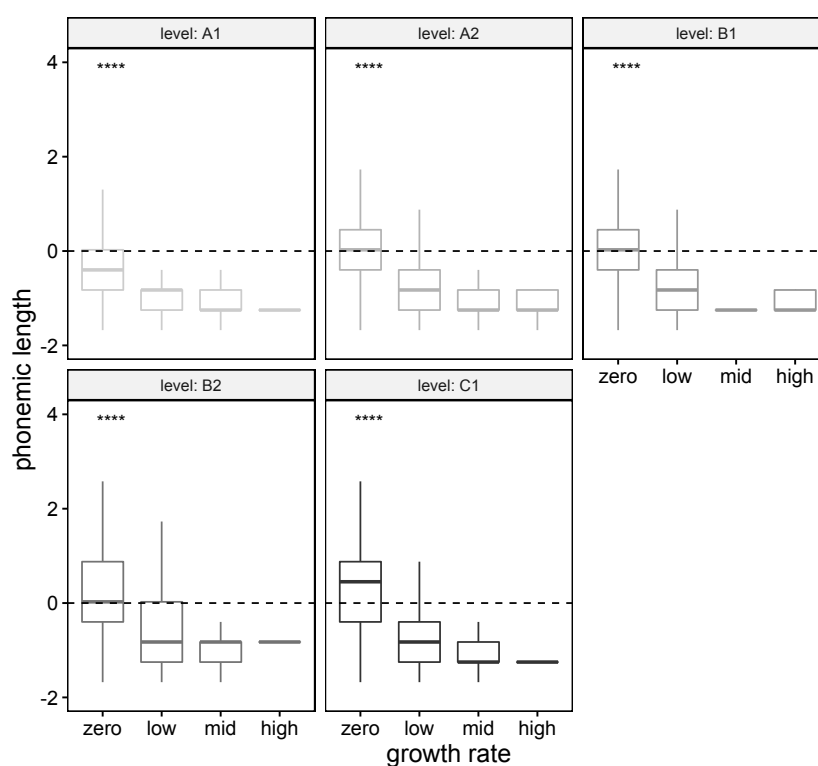 level: A1
level: A2
level: B1
****
****
****
4
2
0
-2
zero low mid high
level: B2
level: C1
****
****
4
2
0
-2
zero low mid high
zero low mid high
phonemic length
growth rate